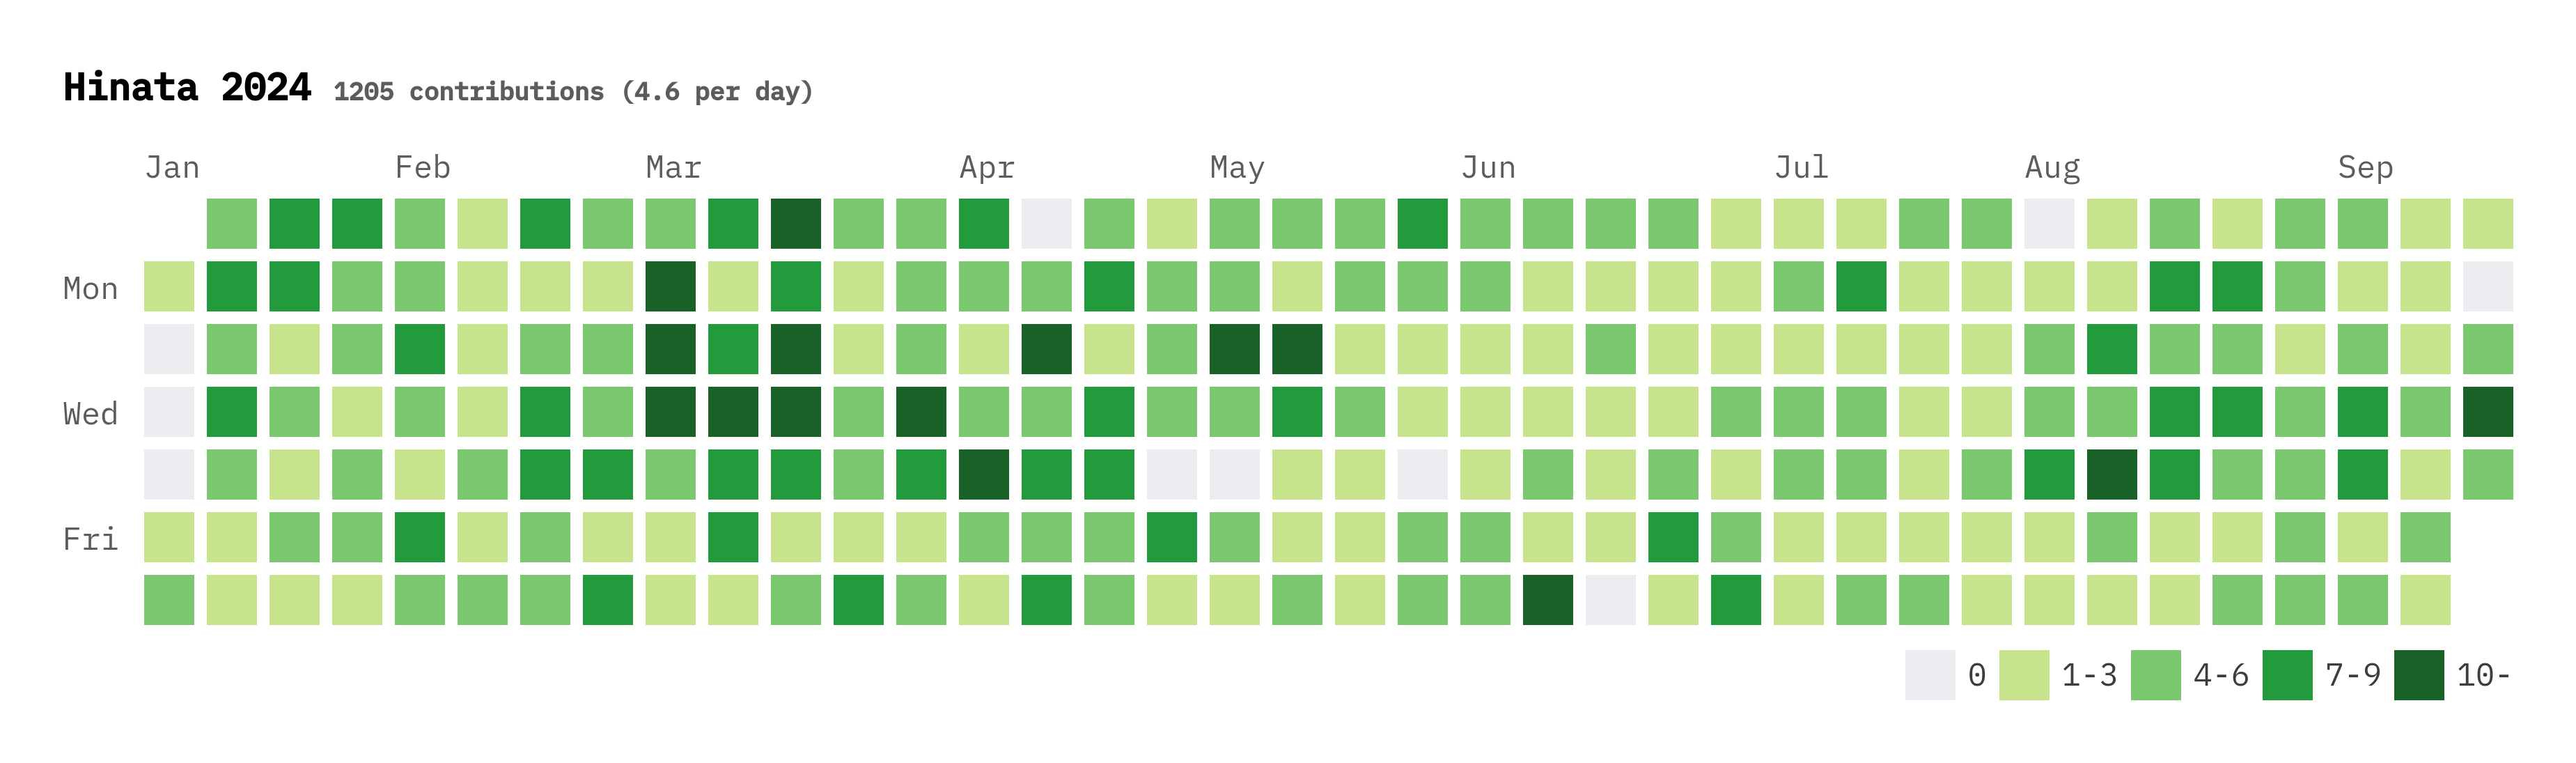 Hinata 2024 1205 contributions (4.6 per day)
Jan Feb Mar Apr May Jun Jul Aug Sep
Mon
Wed
Fri
0 1-3 4-6 7-9 10-